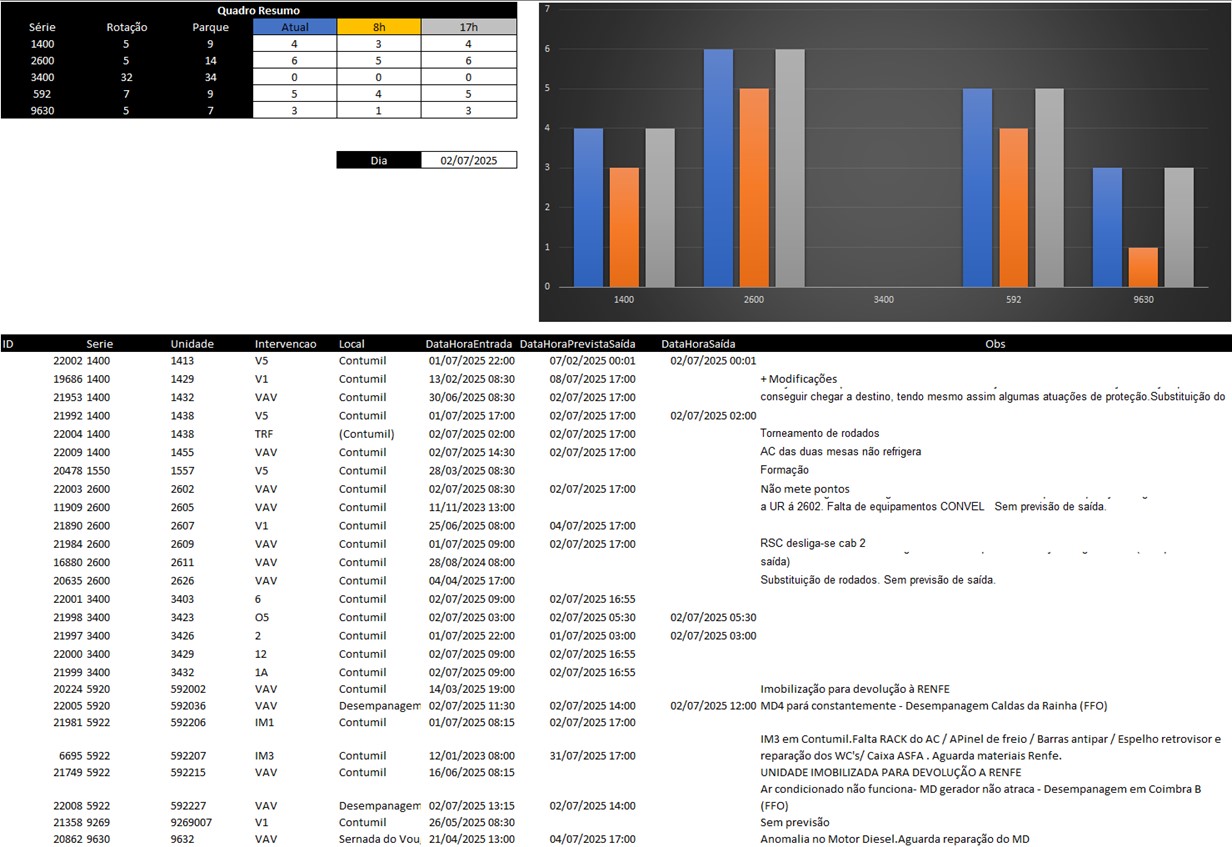 Quadro Resumo
Série Rotação Parque Atual 8h 17h
1400 5 9 4 3 4
2600 5 14 6 5 6
3400 32 34 0 0 0
592 7 9 5 4 5
9630 5 7 3 1 3
Dia 02/07/2025
7
6
5
4
3
2
1
0
1400 2600 3400 592 9630
ID Serie Unidade Intervencao Local DataHoraEntrada DataHoraPrevistaSaída DataHoraSaída Obs
22002 1400 1413 V5 Contumil 01/07/2025 22:00 07/02/2025 00:01 02/07/2025 00:01
19686 1400 1429 V1 Contumil 13/02/2025 08:30 08/07/2025 17:00 + Modificações
21953 1400 1432 VAV Contumil 30/06/2025 08:30 02/07/2025 17:00 conseguir chegar a destino, tendo mesmo assim algumas atuações de proteção.Substituição do
21992 1400 1438 V5 Contumil 01/07/2025 17:00 02/07/2025 17:00 02/07/2025 02:00
22004 1400 1438 TRF (Contumil) 02/07/2025 02:00 02/07/2025 17:00 Torneamento de rodados
22009 1400 1455 VAV Contumil 02/07/2025 14:30 02/07/2025 17:00 AC das duas mesas não refrigera
20478 1550 1557 V5 Contumil 28/03/2025 08:30 Formação
22003 2600 2602 VAV Contumil 02/07/2025 08:30 02/07/2025 17:00 Não mete pontos
11909 2600 2605 VAV Contumil 11/11/2023 13:00 a UR á 2602. Falta de equipamentos CONVEL Sem previsão de saída.
21890 2600 2607 V1 Contumil 25/06/2025 08:00 04/07/2025 17:00
21984 2600 2609 VAV Contumil 01/07/2025 09:00 02/07/2025 17:00 RSC desliga-se cab 2
16880 2600 2611 VAV Contumil 28/08/2024 08:00 saída)
20635 2600 2626 VAV Contumil 04/04/2025 17:00 Substituição de rodados. Sem previsão de saída.
22001 3400 3403 6 Contumil 02/07/2025 09:00 02/07/2025 16:55
21998 3400 3423 O5 Contumil 02/07/2025 03:00 02/07/2025 05:30 02/07/2025 05:30
21997 3400 3426 2 Contumil 01/07/2025 22:00 01/07/2025 03:00 02/07/2025 03:00
22000 3400 3429 12 Contumil 02/07/2025 09:00 02/07/2025 16:55
21999 3400 3432 1A Contumil 02/07/2025 09:00 02/07/2025 16:55
20224 5920 592002 VAV Contumil 14/03/2025 19:00 Imobilização para devolução à RENFE
22005 5920 592036 VAV Desempanagem 02/07/2025 11:30 02/07/2025 14:00 02/07/2025 12:00 MD4 pará constantemente - Desempanagem Caldas da Rainha (FFO)
21981 5922 592206 IM1 Contumil 01/07/2025 08:15 02/07/2025 17:00
IM3 em Contumil.Falta RACK do AC / APinel de freio / Barras antipar / Espelho retrovisor e
6695 5922 592207 IM3 Contumil 12/01/2023 08:00 31/07/2025 17:00 reparação dos WC's/ Caixa ASFA . Aguarda materiais Renfe.
21749 5922 592215 VAV Contumil 16/06/2025 08:15 UNIDADE IMOBILIZADA PARA DEVOLUÇÃO A RENFE
Ar condicionado não funciona- MD gerador não atraca - Desempanagem em Coimbra B
22008 5922 592227 VAV Desempanagem 02/07/2025 13:15 02/07/2025 14:00 (FFO)
21358 9269 9269007 V1 Contumil 26/05/2025 08:30 Sem previsão
20862 9630 9632 VAV Sernada do Vou 21/04/2025 13:00 04/07/2025 17:00 Anomalia no Motor Diesel.Aguarda reparação do MD